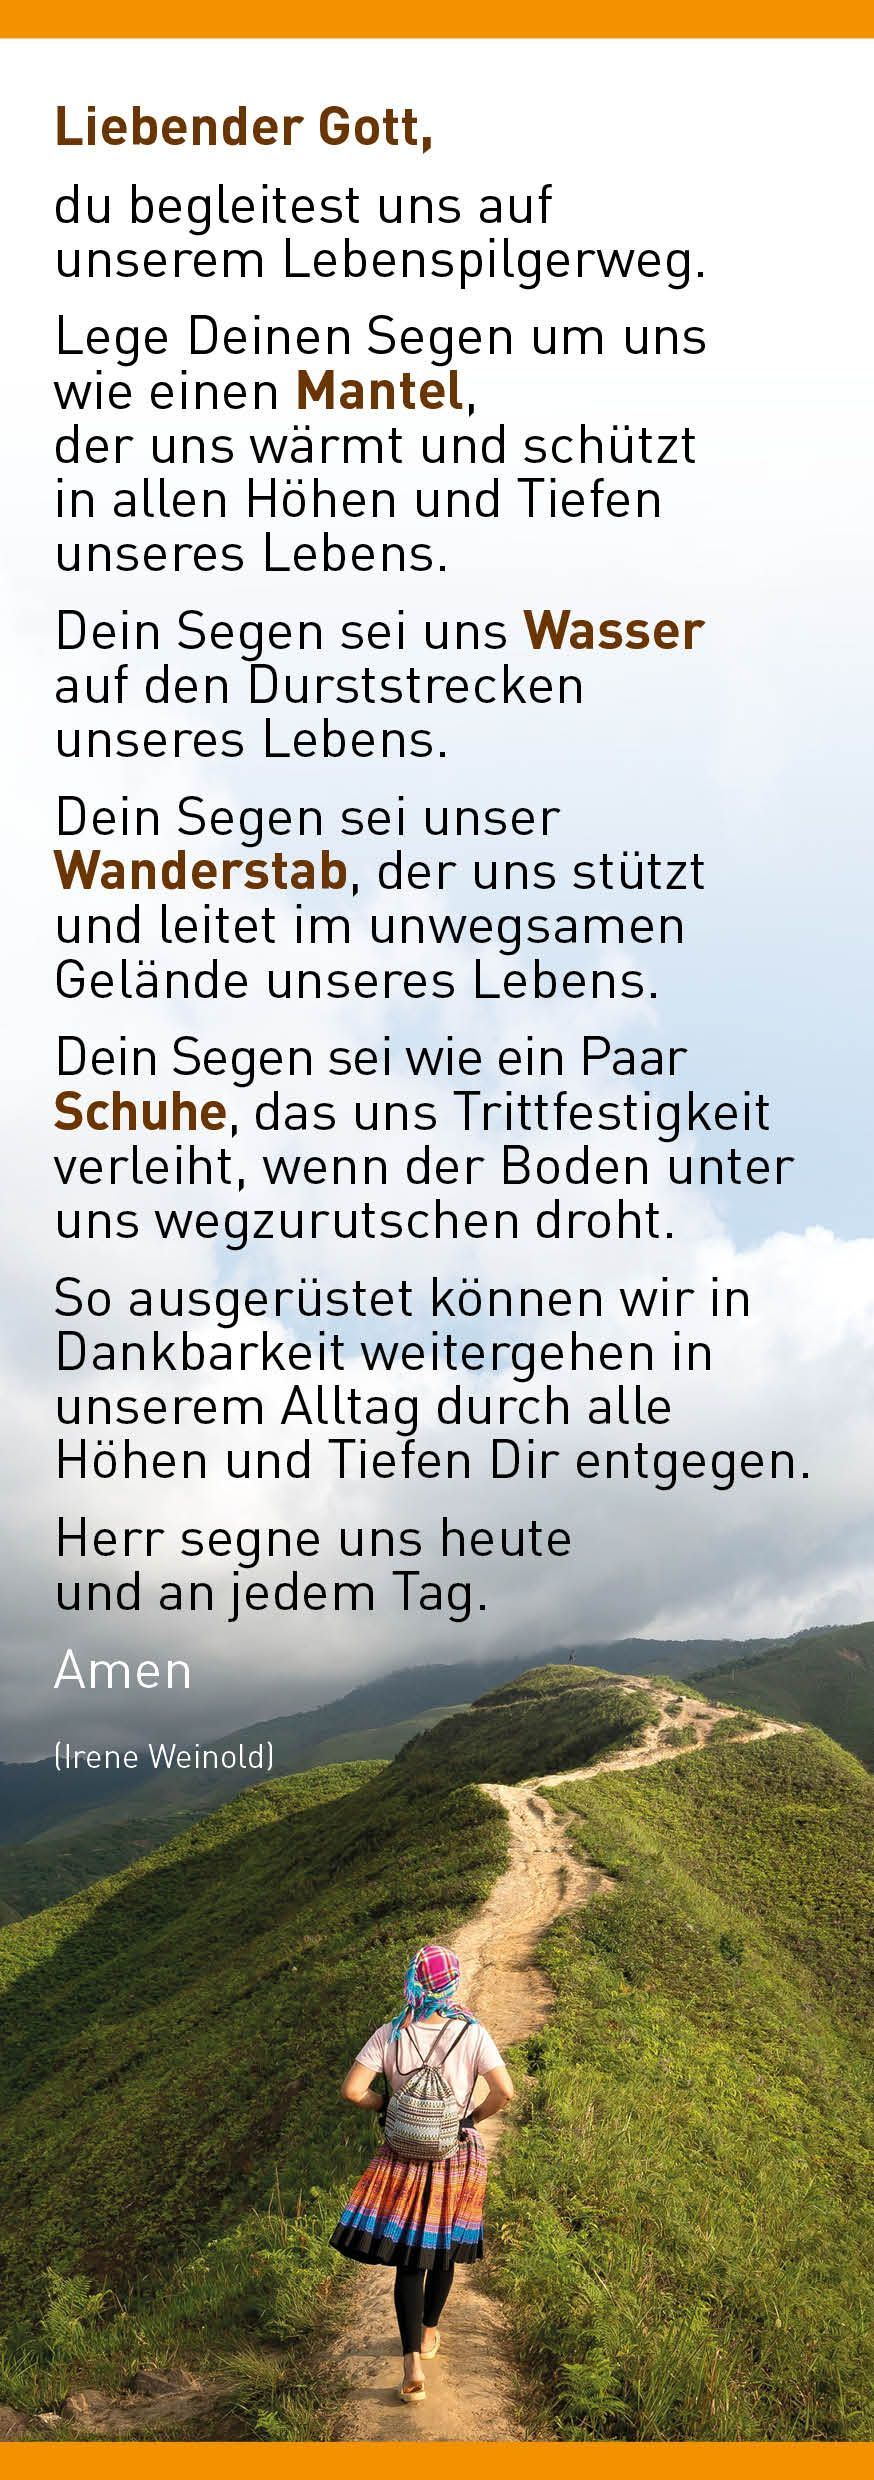 Liebender Gott,
du begleitest uns auf
unserem Lebenspilgerweg.
Lege Deinen Segen um uns
wie einen Mantel,
der uns wärmt und schützt
in allen Höhen und Tiefen
unseres Lebens.
Dein Segen sei uns Wasser
auf den Durststrecken
unseres Lebens.
Dein Segen sei unser
Wanderstab, der uns stützt
und leitet im unwegsamen
Gelände unseres Lebens.
Dein Segen sei wie ein Paar
Schuhe, das uns Trittfestigkeit
verleiht, wenn der Boden unter
uns wegzurutschen droht.
So ausgerüstet können wir in
Dankbarkeit weitergehen in
unserem Alltag durch alle
Höhen und Tiefen Dir entgegen.
Herr segne uns heute
und an jedem Tag.
Amen
(Irene Weinold)